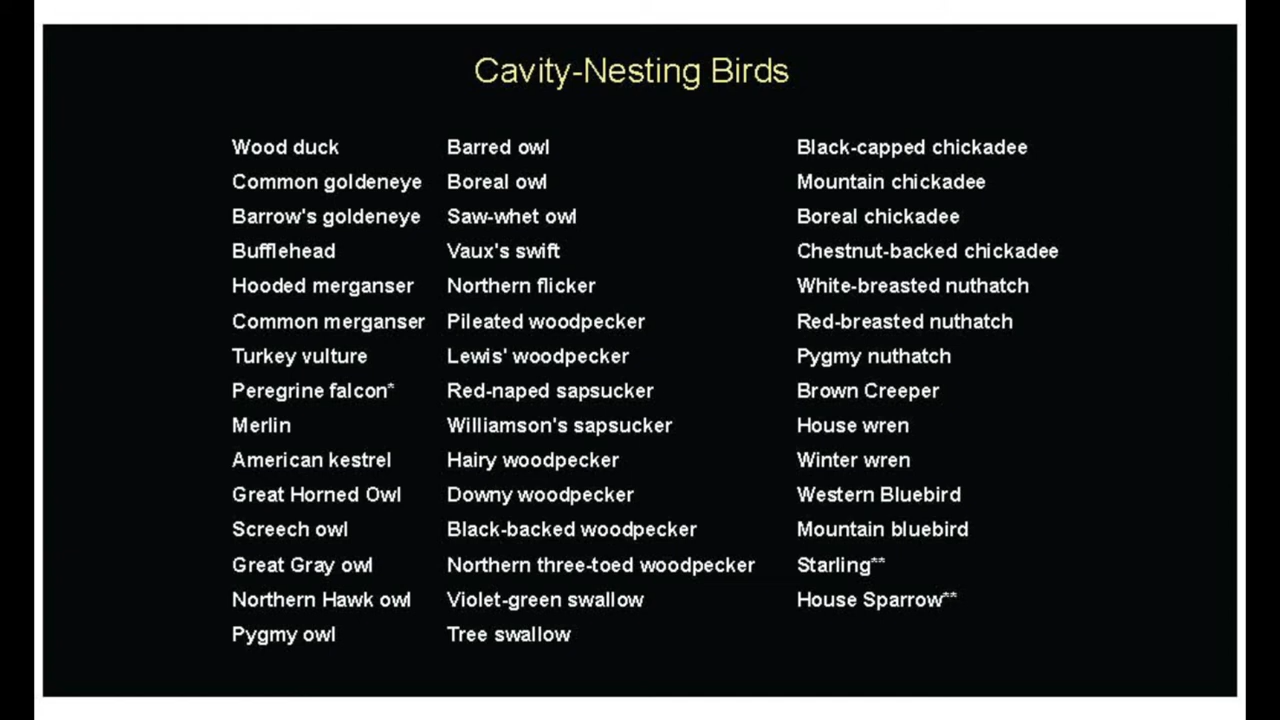 Cavity-Nesting Birds
Wood duck
Common goldeneye
Barrow's goldeneye
Bufflehead
Hooded merganser
Common merganser
Turkey vulture
Peregrine falcon*
Merlin
American kestrel
Great Horned Owl
Screech owl
Great Gray owl
Northern Hawk owl
Pygmy owl
Barred owl
Boreal owl
Saw-whet owl
Vaux's swift
Northern flicker
Pileated woodpecker
Lewis' woodpecker
Red-naped sapsucker
Williamson's sapsucker
Hairy woodpecker
Downy woodpecker
Black-backed woodpecker
Northern three-toed woodpecker
Violet-green swallow
Tree swallow
Black-capped chickadee
Mountain chickadee
Boreal chickadee
Chestnut-backed chickadee
White-breasted nuthatch
Red-breasted nuthatch
Pygmy nuthatch
Brown Creeper
House wren
Winter wren
Western Bluebird
Mountain bluebird
Starling**
House Sparrow**